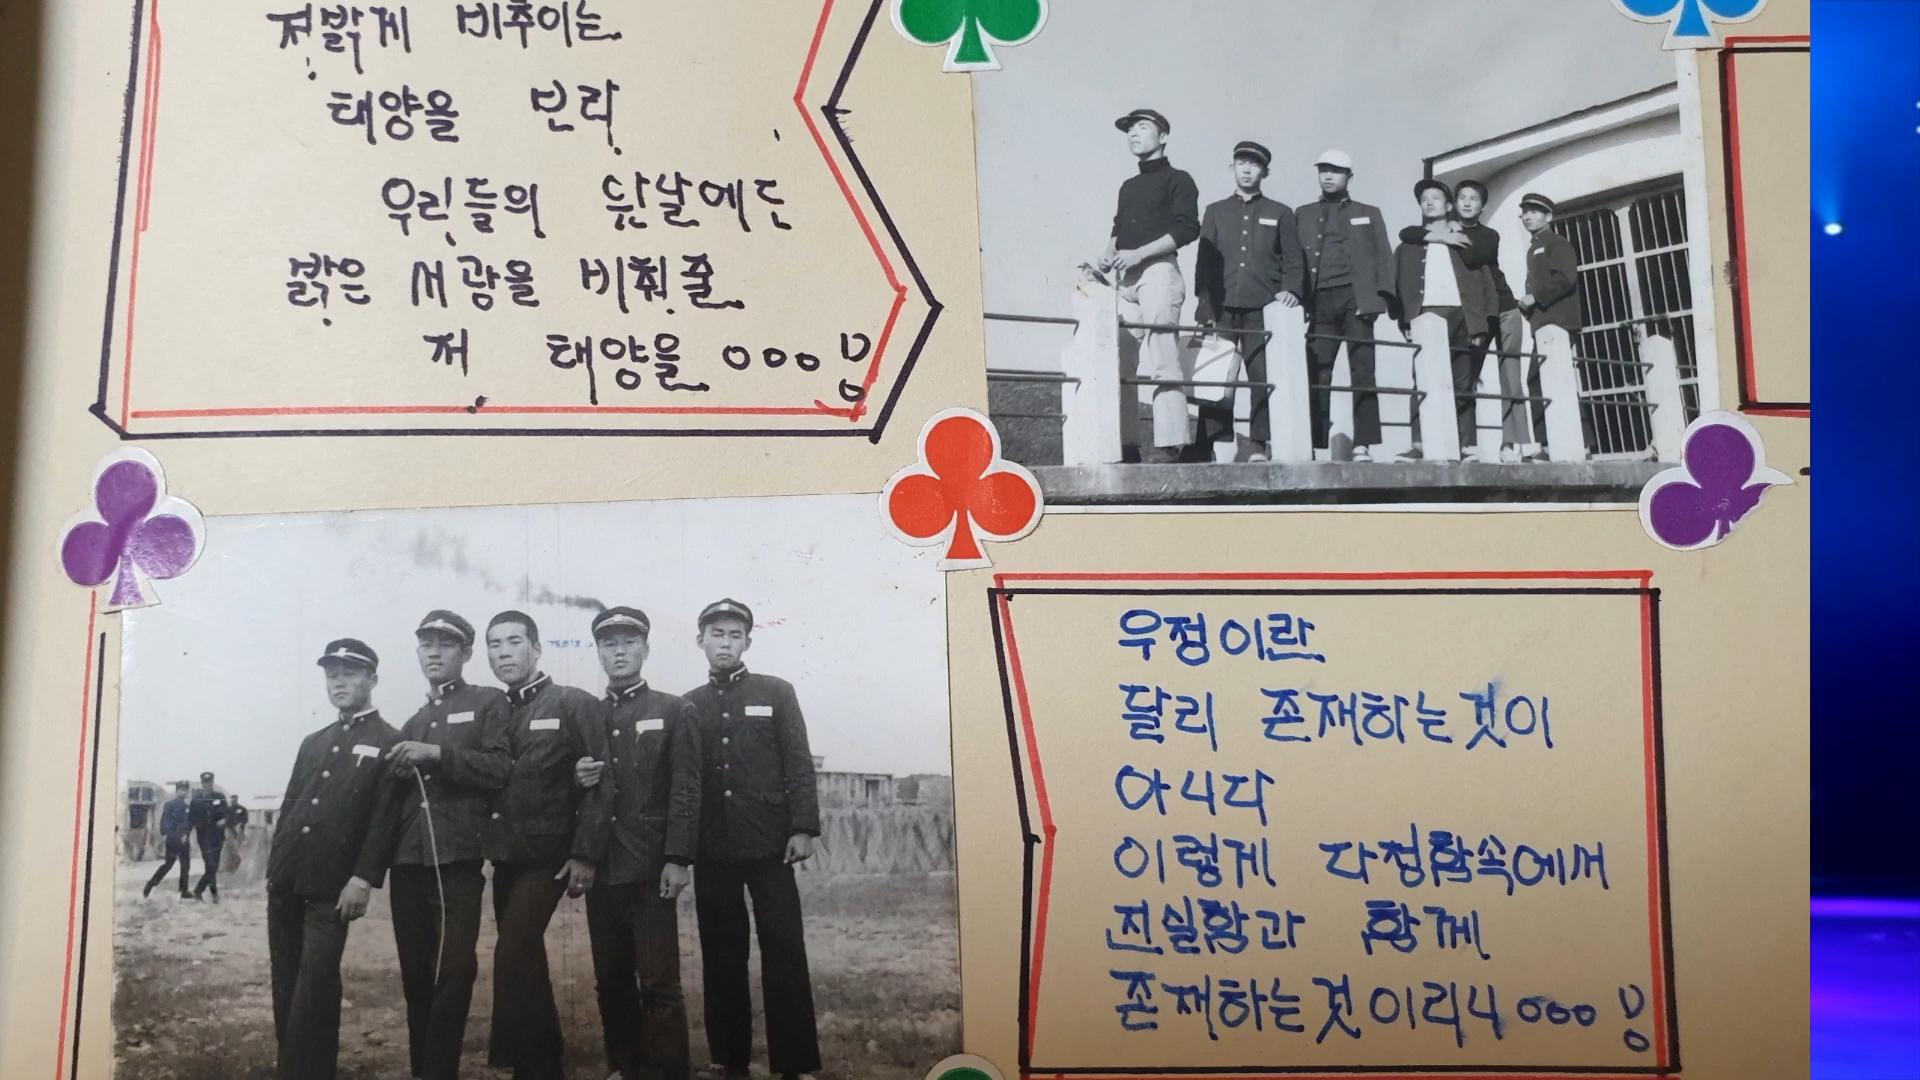 저밝게 비추이는
태양을 보라
우리들의 뒷날에도
밝은 서광을 비춰줄
저 태양을 ooo!
우정이란
달리 존재하는것이
아니다
이렇게 다정함속에서
진실함과 함께
존재하는것이리니 ooo!